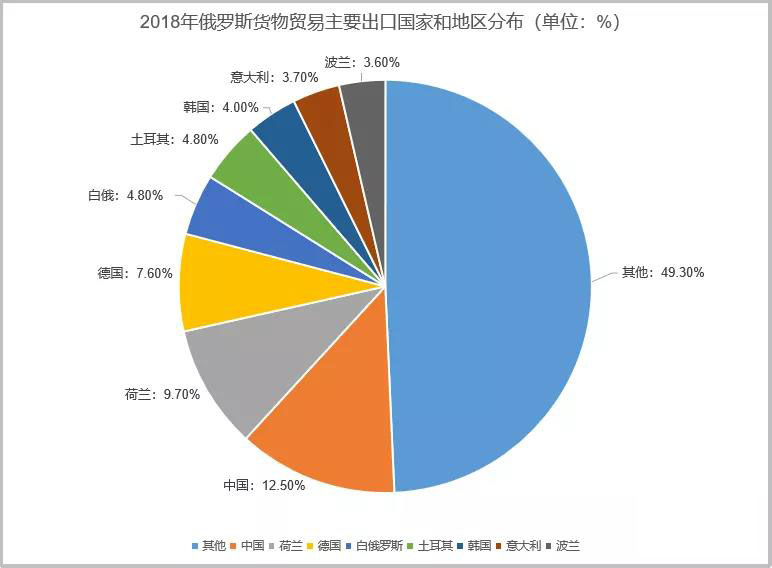 2018年俄罗斯货物贸易主要出口国家和地区分布（单位：%）
波兰：3.60%
意大利：3.70%
韩国：4.00%
土耳其：4.80%
白俄：4.80%
德国：7.60%
其他：49.30%
荷兰：9.70%
中国：12.50%
其他 中国 荷兰 德国 白俄罗斯 土耳其 韩国 意大利 波兰